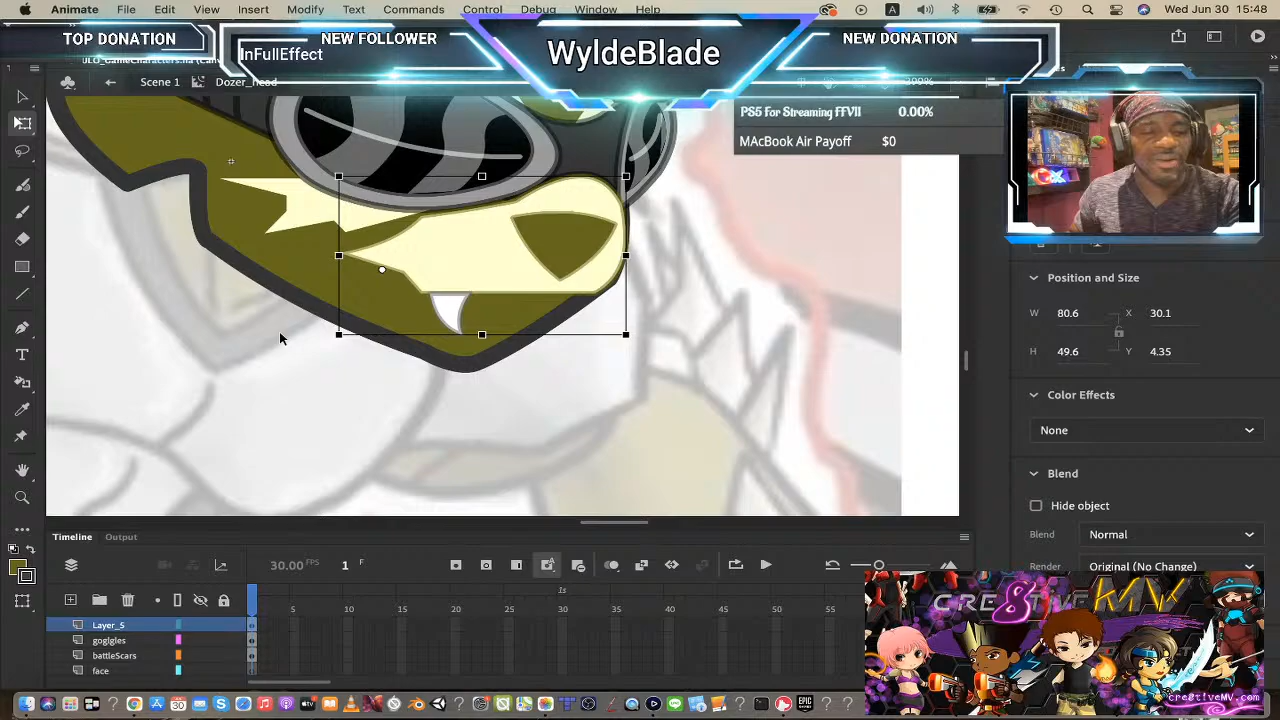 Animate File Edit View Insert Modify Text Commands Control Debug Window Help
Wed Jun 30 15:48
TOP DONATION
NEW FOLLOWER
InFullEffect
WyldeBlade
NEW DONATION
Scene 1 Dozer_head
PS5 For Streaming FFVII 0.00%
MAcBook Air Payoff $0
Position and Size
W 80.6 X 30.1
H 49.6 Y 4.35
Color Effects
None
Blend
Hide object
Blend Normal
Render Original (No Change)
Timeline Output
30.00 FPS 1 F
1s
5 10 15 20 25 30 35 40 45 50 55
Layer_5
goglgles
battleScars
face
CRE8TIVE MV
cre8tiveMV.com